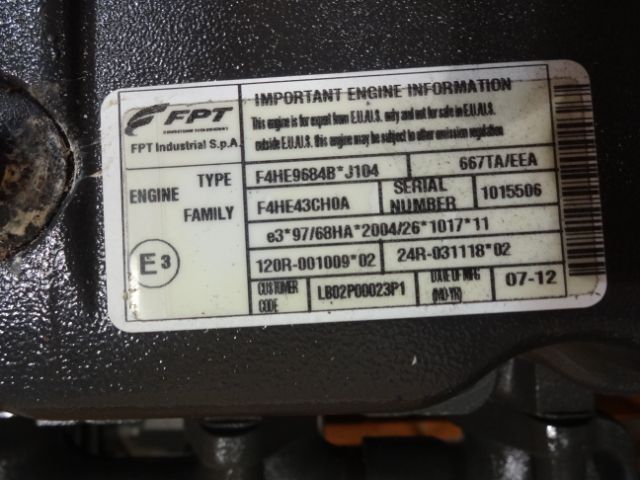 FPT
FPT Industrial S.p.A.
IMPORTANT ENGINE INFORMATION
This engine is for export from E.U./U.S. only and not for sale in E.U./U.S.
outside E.U./U.S. this engine may be subject to other emission regulation
ENGINE
TYPE
F4HE9684B*J104
667TA/EEA
FAMILY
F4HE43CH0A
SERIAL NUMBER
1015506
e3*97/68HA*2004/26*1017*11
E3
120R-001009*02
24R-031118*02
CUSTOMER CODE
LB02P00023P1
DATE OF MFG (MO-YR)
07-12